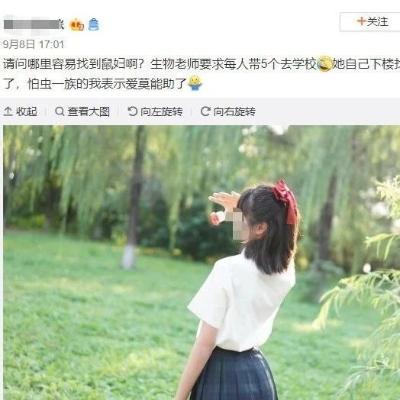 +关注
9月8日 17:01
请问哪里容易找到鼠妇啊？生物老师要求每人带5个去学校😂她自己下楼找
了，怕虫一族的我表示爱莫能助了
收起 查看大图 向左旋转 向右旋转